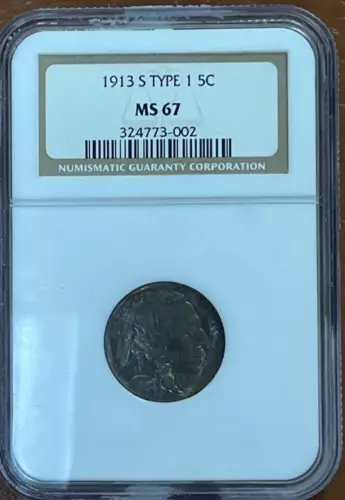 1913 S TYPE 1 5C
MS 67
324773-002
NUMISMATIC GUARANTY CORPORATION